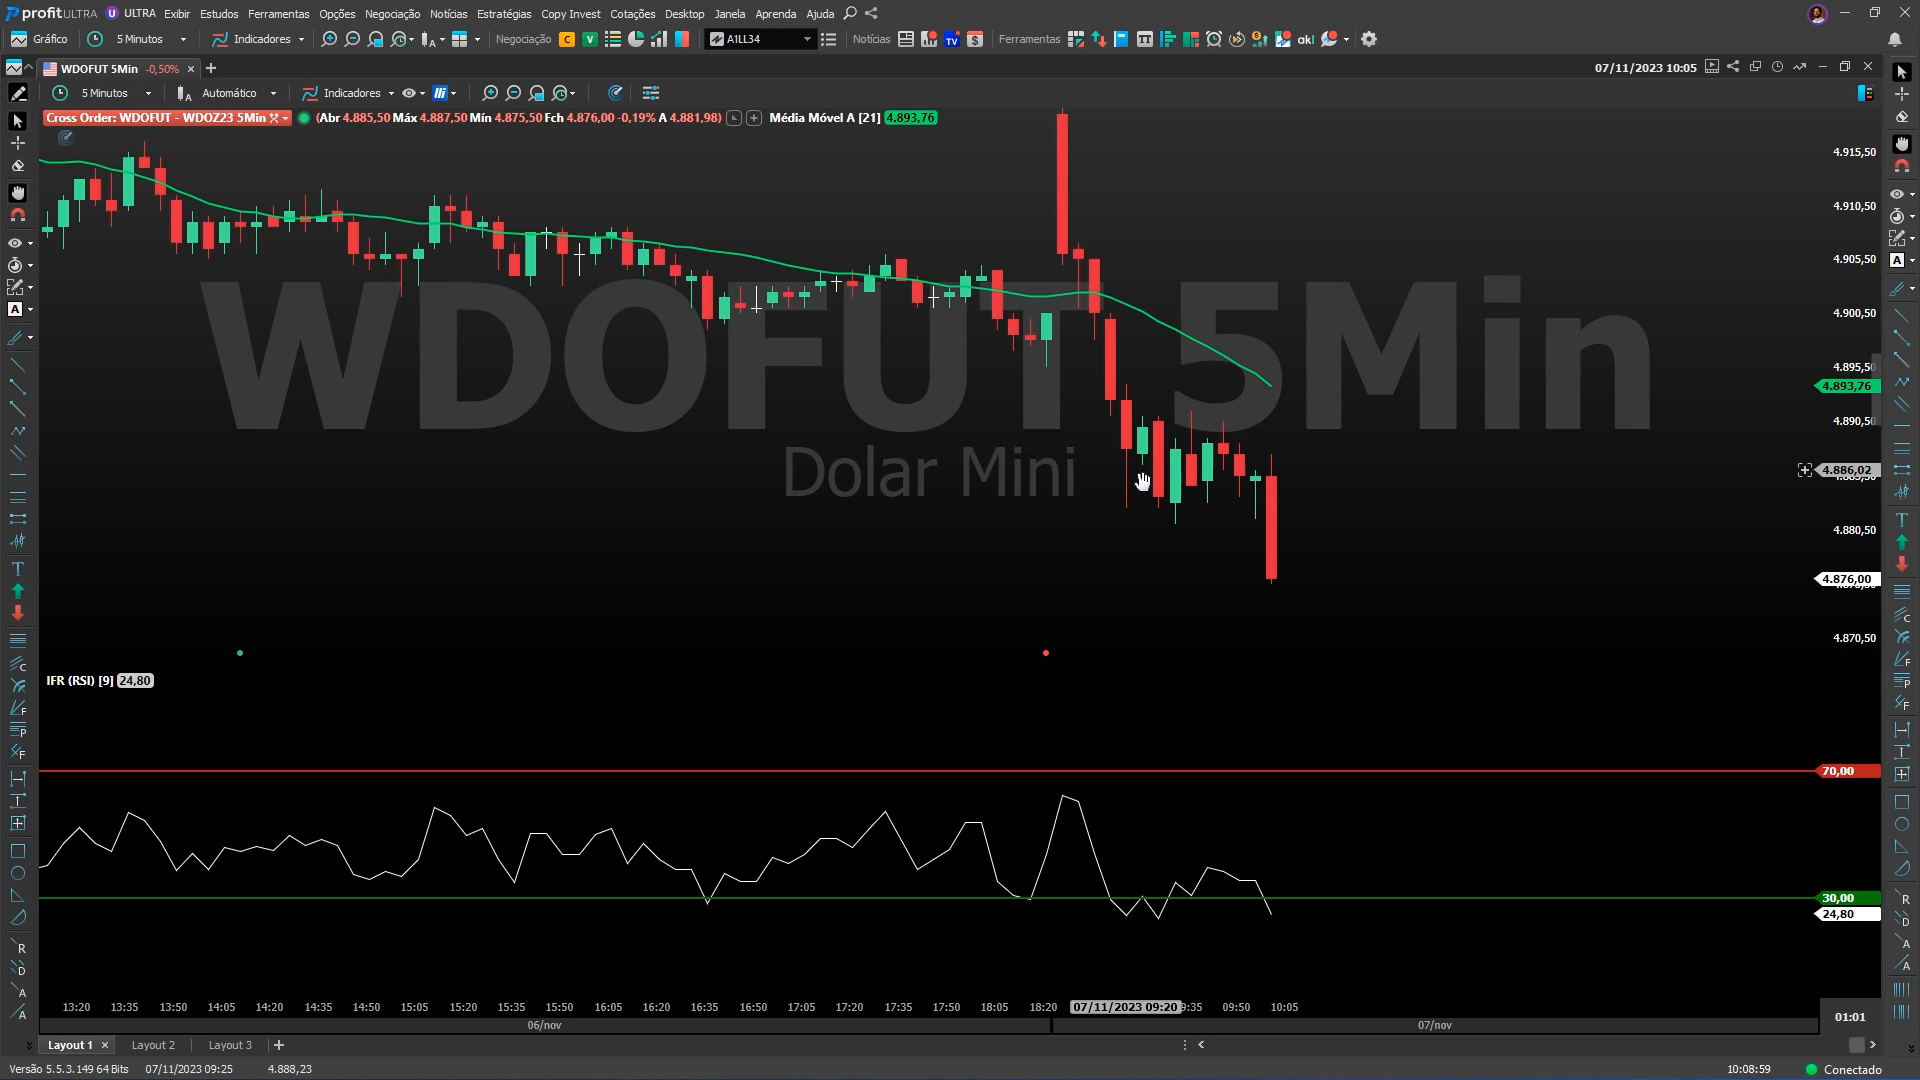 profitULTRA U ULTRA Exibir Estudos Ferramentas Opções Negociação Notícias Estratégias Copy Invest Cotações Desktop Janela Aprenda Ajuda
Gráfico 5 Minutos Indicadores Negociação C V A1LL34 Notícias TV $ Ferramentas TT akl
WDOFUT 5Min -0,50% 07/11/2023 10:05
5 Minutos Automático Indicadores
Cross Order: WDOFUT - WDOZ23 5Min (Abr 4.885,50 Máx 4.887,50 Mín 4.875,50 Fch 4.876,00 -0,19% A 4.881,98) Média Móvel A [21] 4.893,76
4.915,50
4.910,50
4.905,50
4.900,50
4.895,50
4.893,76
4.890,50
4.886,02
4.880,50
4.876,00
4.870,50
WDOFUT 5Min
Dolar Mini
IFR (RSI) [9] 24,80
70,00
30,00
24,80
13:20 13:35 13:50 14:05 14:20 14:35 14:50 15:05 15:20 15:35 15:50 16:05 16:20 16:35 16:50 17:05 17:20 17:35 17:50 18:05 18:20 07/11/2023 09:20 9:35 09:50 10:05
01:01
06/nov 07/nov
Layout 1 Layout 2 Layout 3
Versão 5.5.3.149 64 Bits 07/11/2023 09:25 4.888,23 10:08:59 Conectado